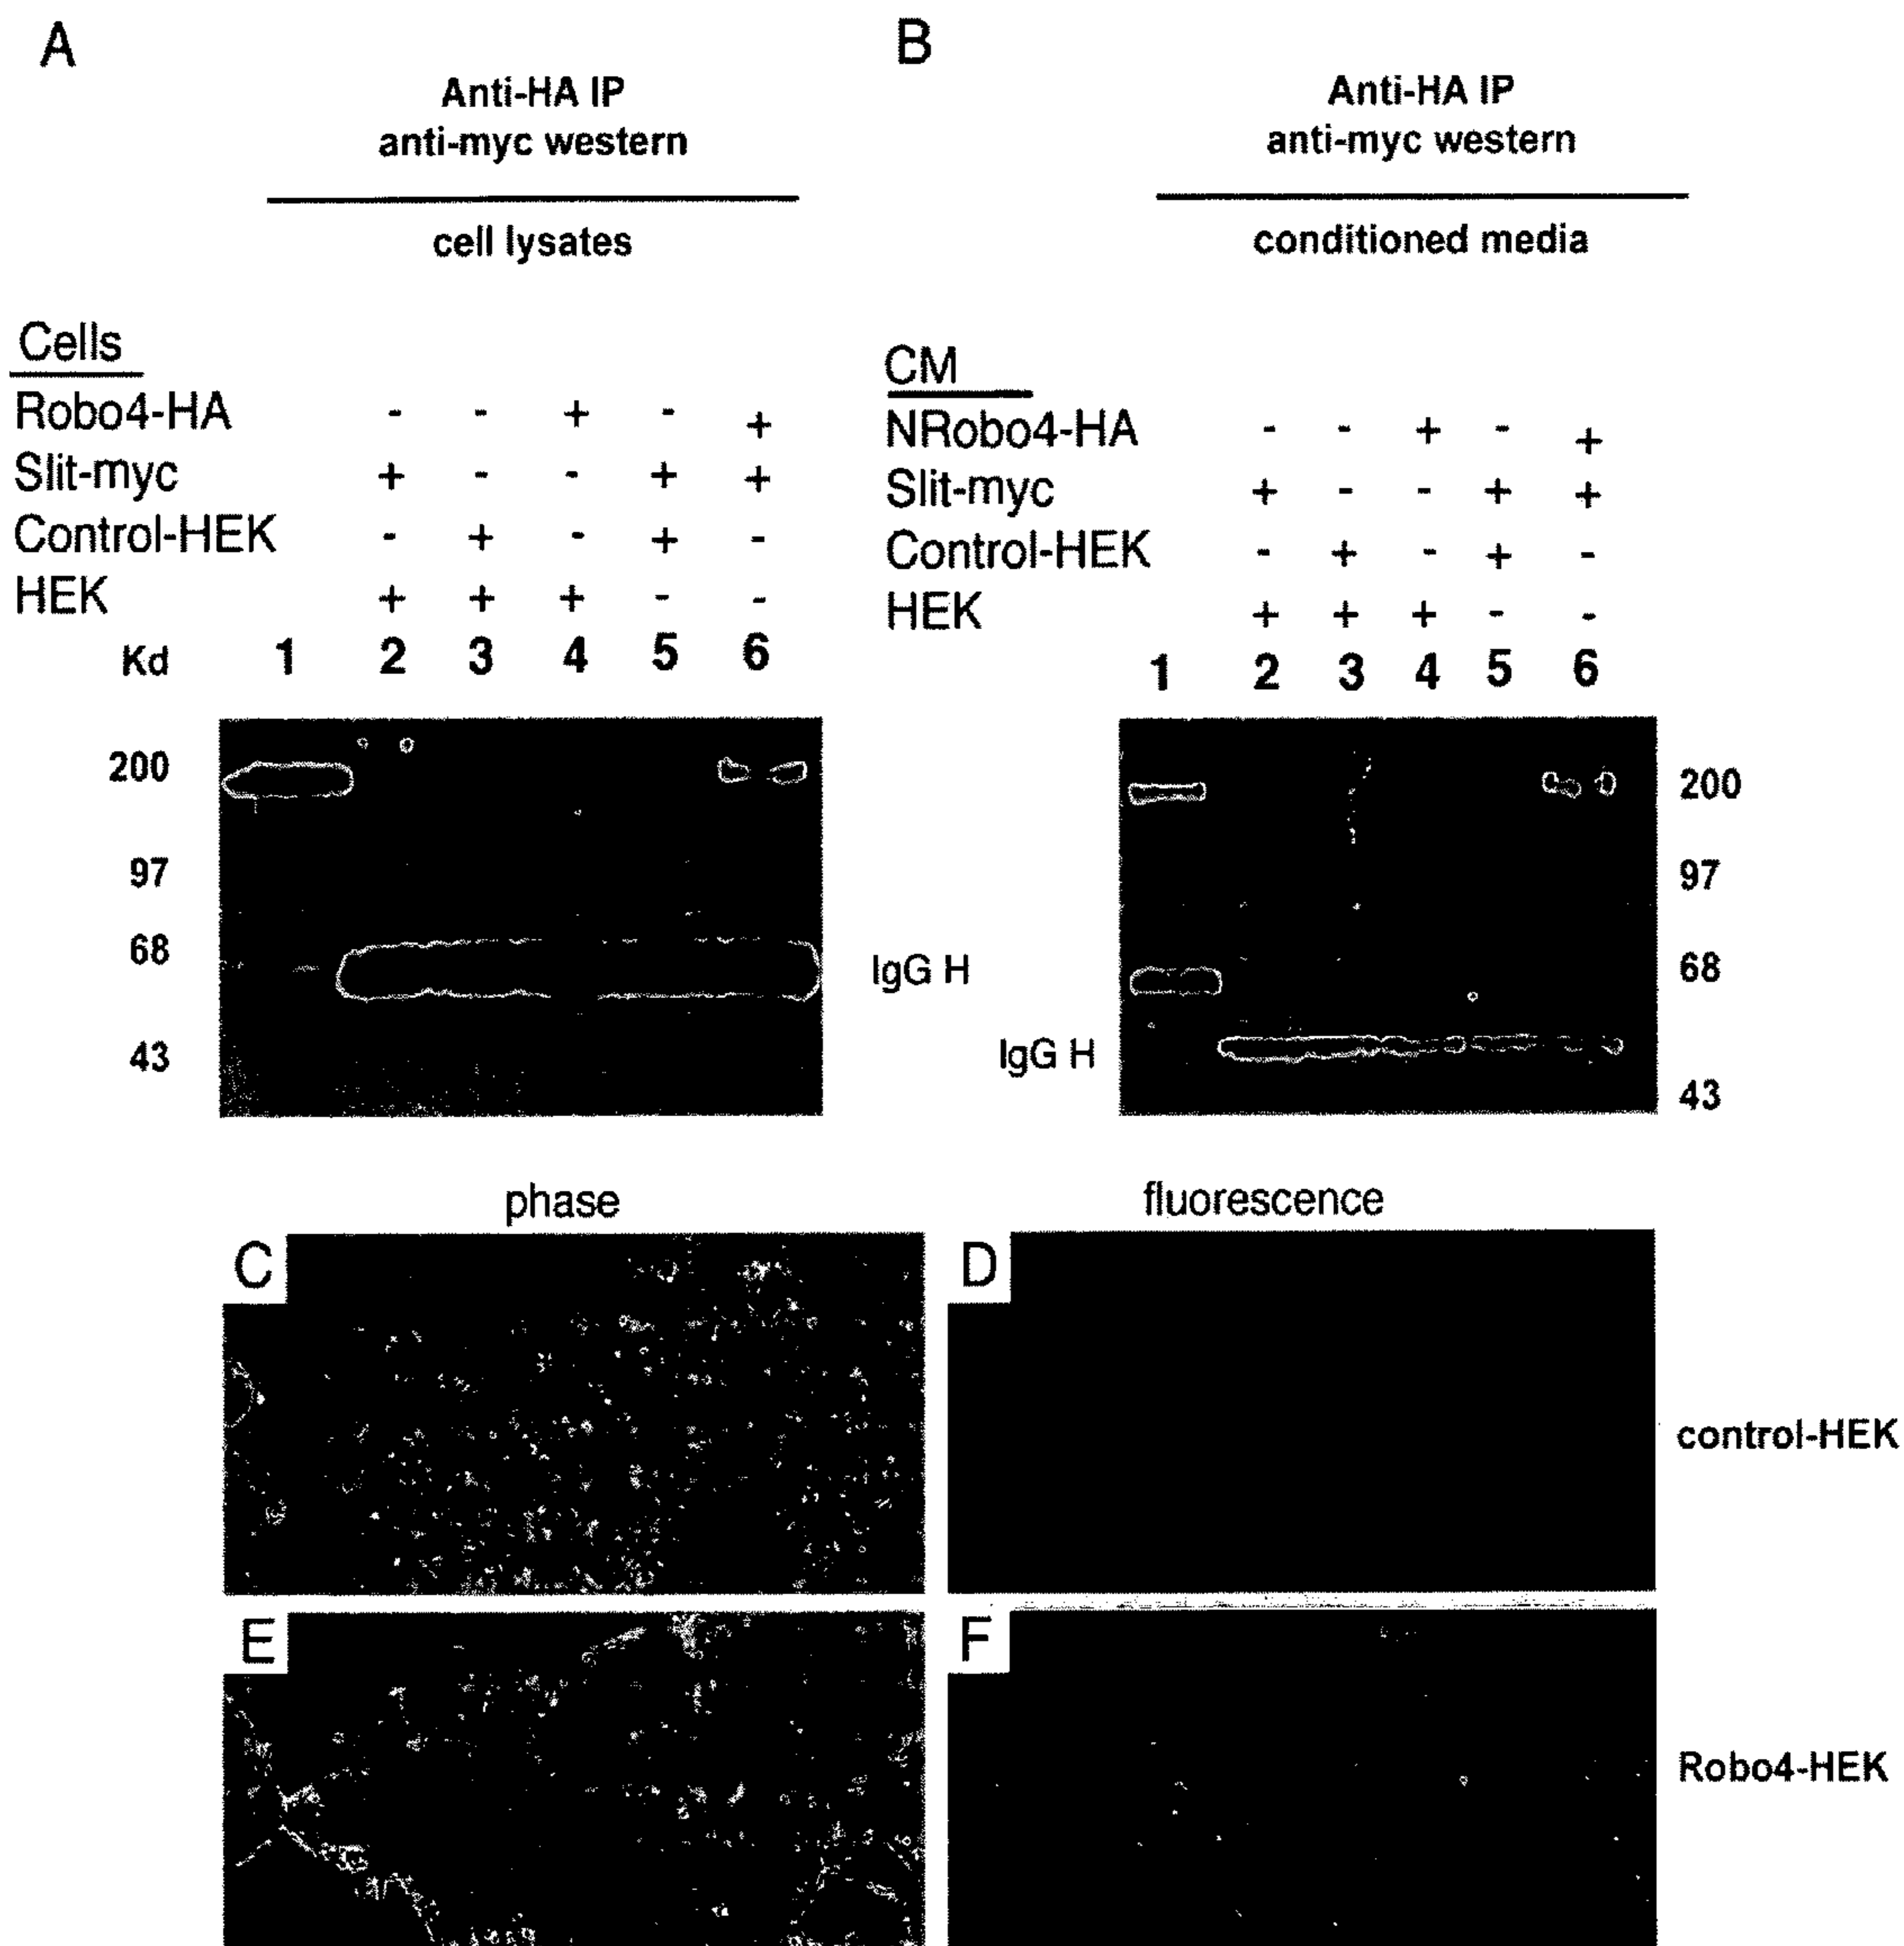 A
Anti-HA IP
anti-myc western
cell lysates
Cells
Robo4-HA - - + - +
Slit-myc + - - + +
Control-HEK - + - + -
HEK + + + - -
Kd 1 2 3 4 5 6
200
97
68
43
IgG H
B
Anti-HA IP
anti-myc western
conditioned media
CM
NRobo4-HA - - + - +
Slit-myc + - - + +
Control-HEK - + - + -
HEK + + + - -
1 2 3 4 5 6
200
97
68
43
IgG H
phase
fluorescence
C
D
control-HEK
E
F
Robo4-HEK